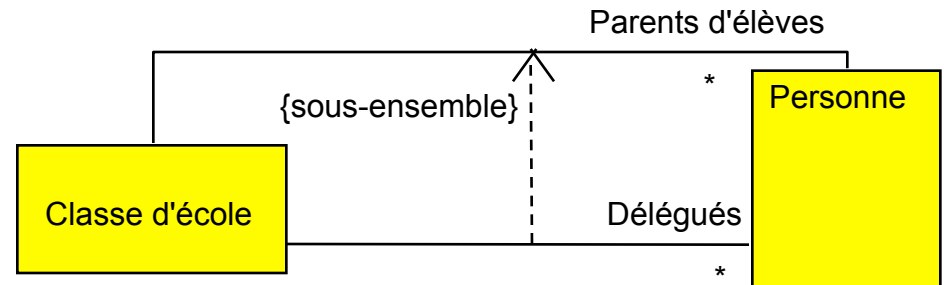 Parents d'élèves
*
Personne
{sous-ensemble}
Classe d'école
Délégués
*